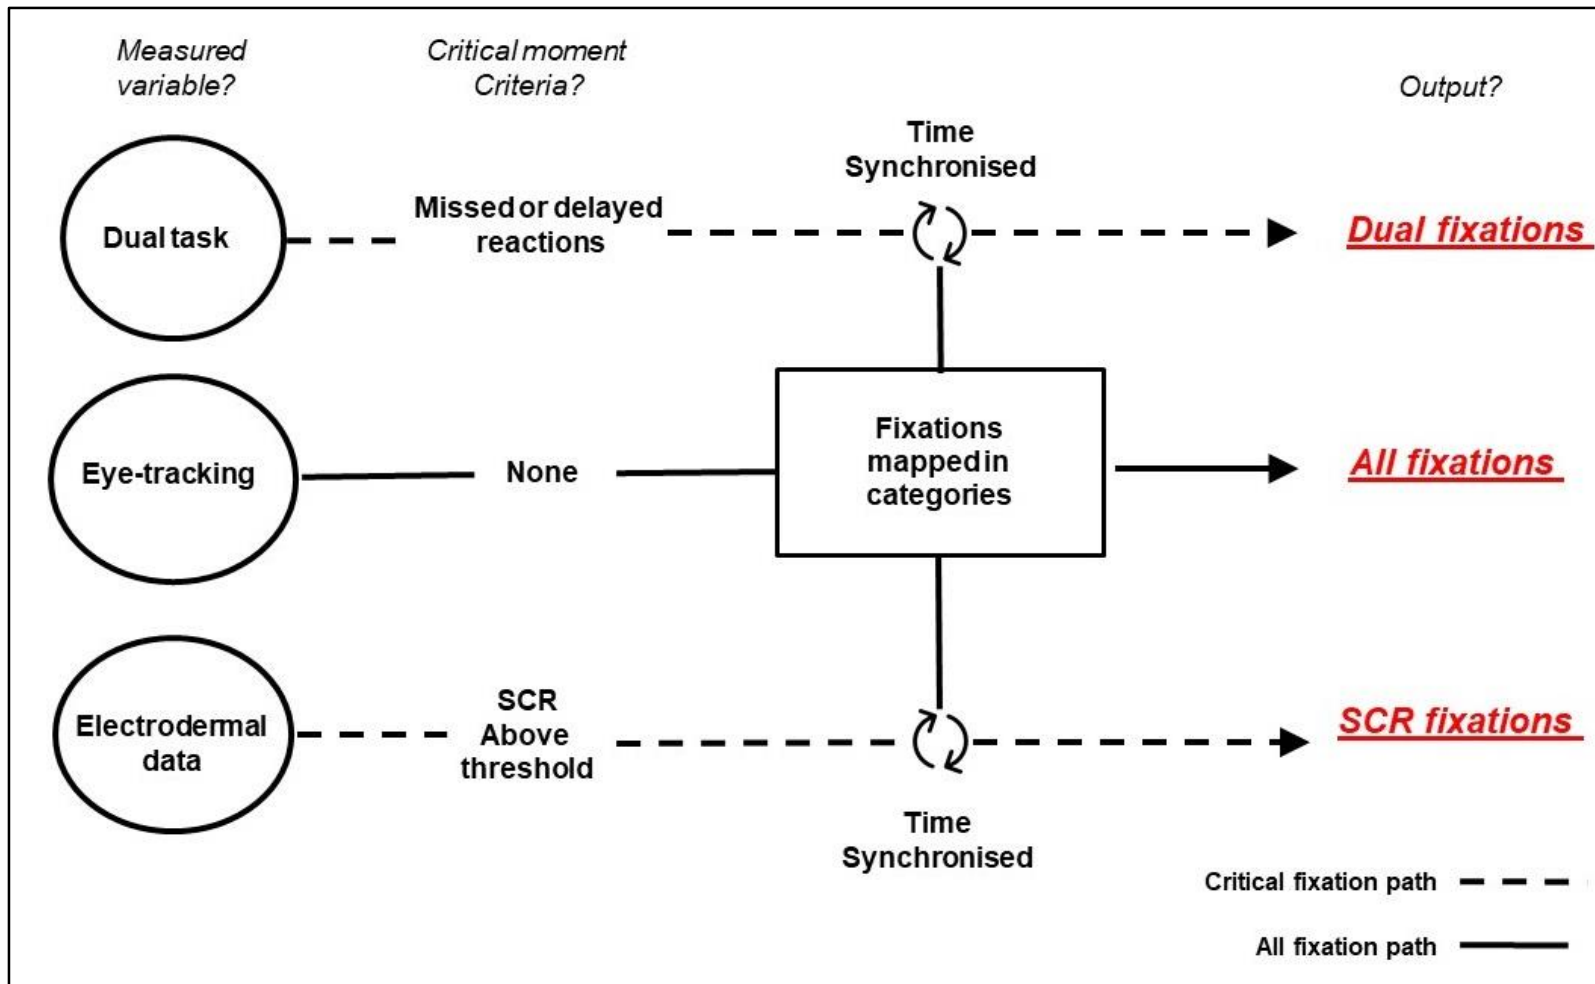 Measured
variable?
Critical moment
Criteria?
Output?
Time
Synchronised
Dual task
Missed or delayed
reactions
Dual fixations
Eye-tracking
None
Fixations
mapped in
categories
All fixations
Electrodermal
data
SCR
Above
threshold
SCR fixations
Time
Synchronised
Critical fixation path
All fixation path